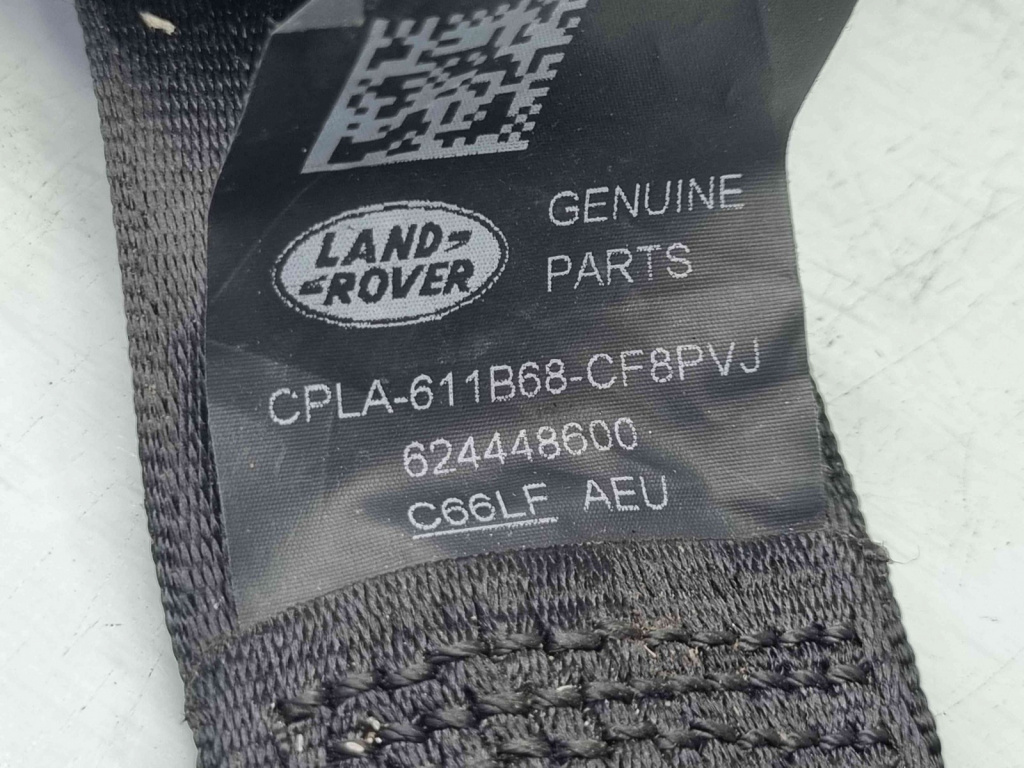 LAND-
-ROVER
GENUINE
PARTS
CPLA-611B68-CF8PVJ
624448600
C66LF AEU